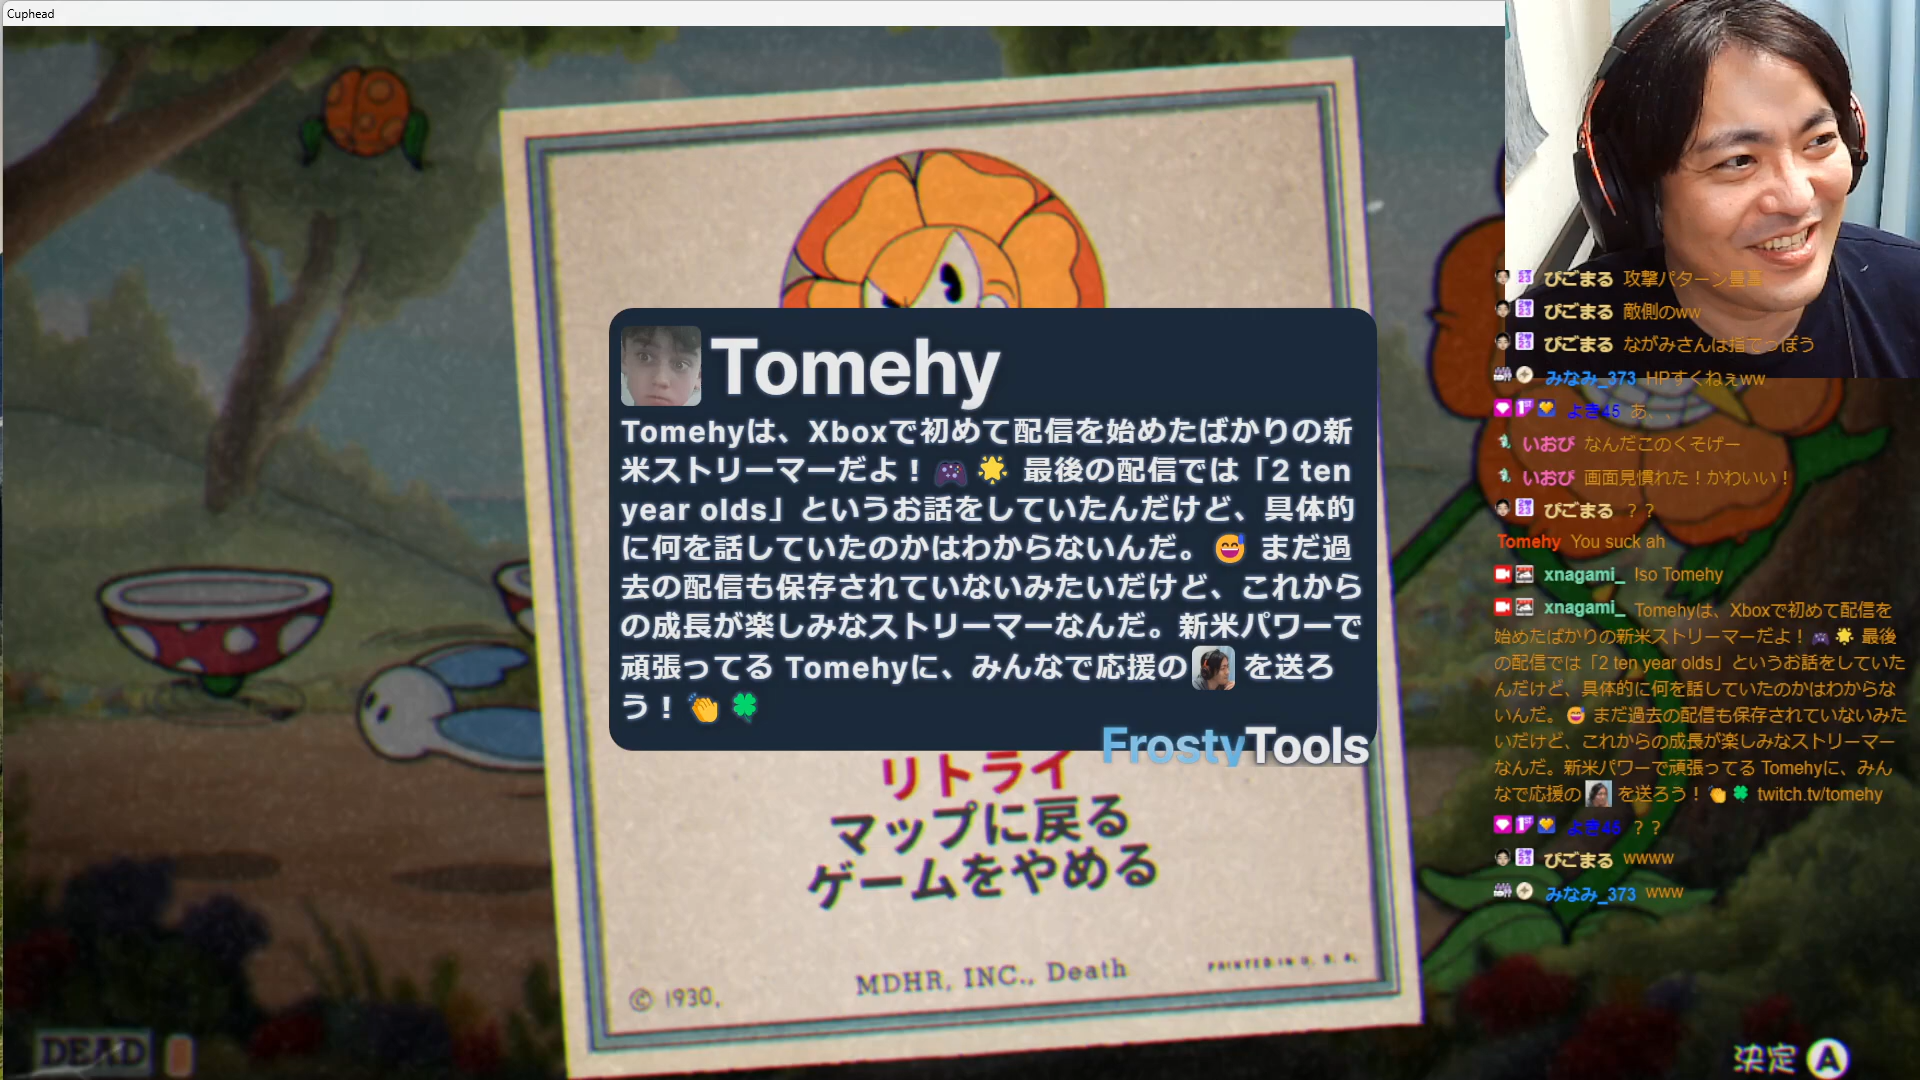 Cuphead
Tomehy
Tomehyは、Xboxで初めて配信を始めたばかりの新
米ストリーマーだよ！🎮🌟 最後の配信では「2 ten
year olds」というお話をしていたんだけど、具体的
に何を話していたのかはわからないんだ。😅 まだ過
去の配信も保存されていないみたいだけど、これから
の成長が楽しみなストリーマーなんだ。新米パワーで
頑張ってる Tomehyに、みんなで応援の を送ろ
う！👏🍀
FrostyTools
リトライ
マップに戻る
ゲームをやめる
© 1930,
MDHR, INC., Death
PRINTED IN U. S. A.
DEAD
決定 A
ぴごまる 攻撃パターン豊富
ぴごまる 敵側のww
ぴごまる ながみさんは指てっぽう
みなみ_373 HPすくねぇww
よき45 あ、、
いおぴ なんだこのくそげー
いおぴ 画面見慣れた！かわいい！
ぴごまる ？？
Tomehy You suck ah
xnagami_ !so Tomehy
xnagami_ Tomehyは、Xboxで初めて配信を
始めたばかりの新米ストリーマーだよ！🎮🌟 最後
の配信では「2 ten year olds」というお話をしていた
んだけど、具体的に何を話していたのかはわからな
いんだ。😅 まだ過去の配信も保存されていないみた
いだけど、これからの成長が楽しみなストリーマー
なんだ。新米パワーで頑張ってる Tomehyに、みん
なで応援の を送ろう！👏🍀 twitch.tv/tomehy
よき45 ？？
ぴごまる wwww
みなみ_373 www